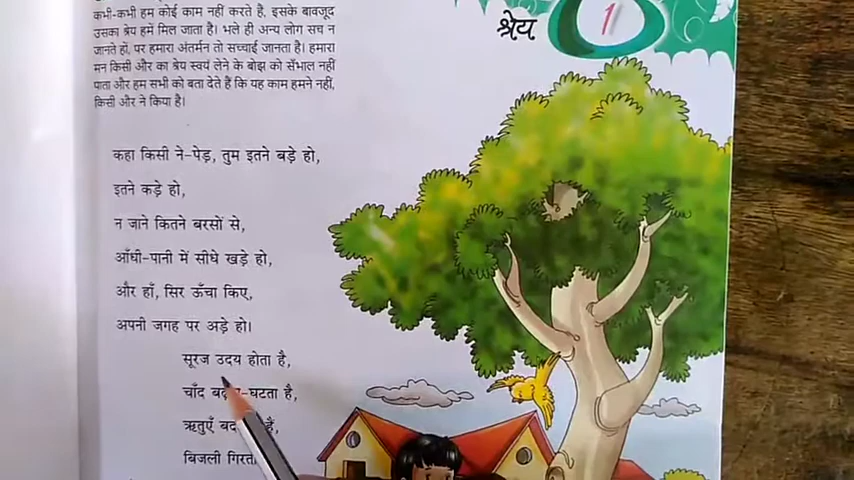 श्रेय
1
कभी-कभी हम कोई काम नहीं करते हैं, इसके बावजूद
उसका श्रेय हमें मिल जाता है। भले ही अन्य लोग सच न
जानते हों, पर हमारा अंतर्मन तो सच्चाई जानता है। हमारा
मन किसी और का श्रेय स्वयं लेने के बोझ को सँभाल नहीं
पाता और हम सभी को बता देते हैं कि यह काम हमने नहीं,
किसी और ने किया है।
कहा किसी ने-पेड़, तुम इतने बड़े हो,
इतने कड़े हो,
न जाने कितने बरसों से,
आँधी-पानी में सीधे खड़े हो,
और हाँ, सिर ऊँचा किए,
अपनी जगह पर अड़े हो।
सूरज उदय होता है,
चाँद घटता है,
ऋतुएँ हैं,
बिजली